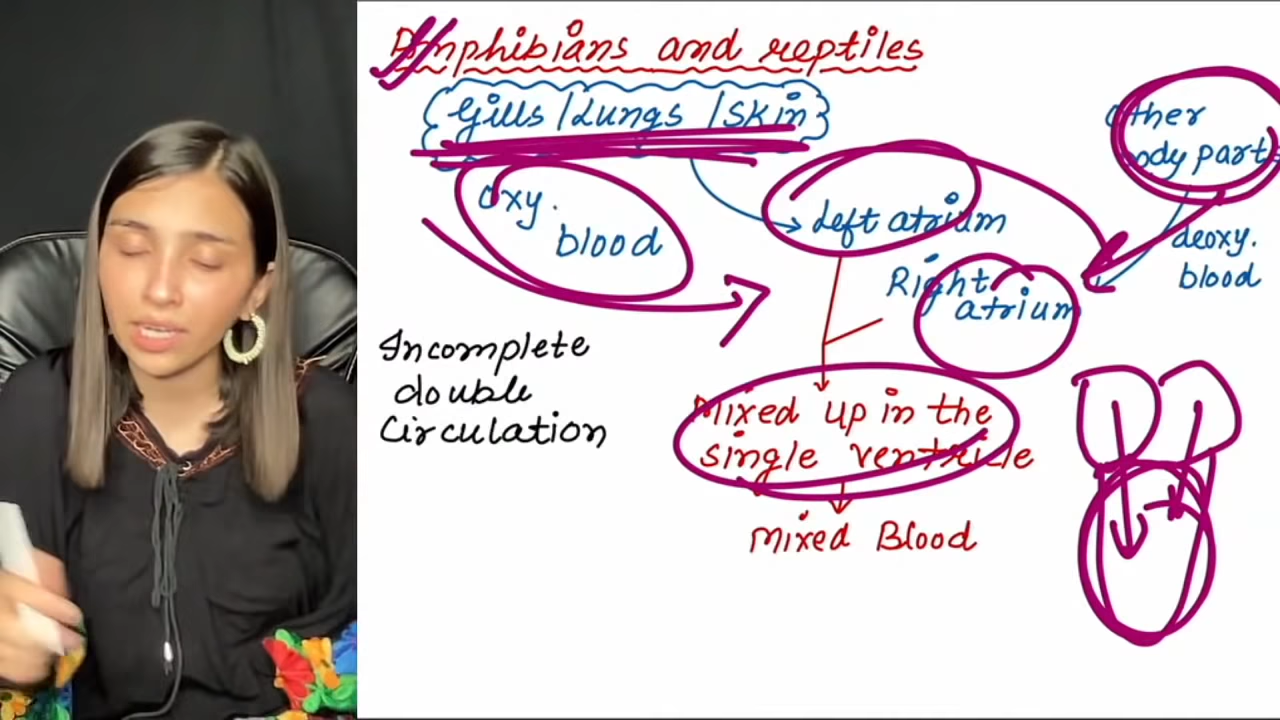 Amphibians and reptiles
Gills/Lungs/Skin
Other
body parts
oxy.
blood
Left atrium
deoxy.
blood
Right
atrium
Incomplete
double
Circulation
Mixed up in the
single ventricle
Mixed Blood